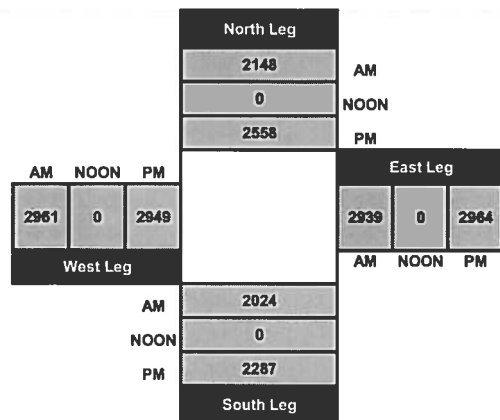 North Leg
2148 AM
0 NOON
2558 PM
AM NOON PM
East Leg
2951 0 2949
2939 0 2964
West Leg
AM NOON PM
AM 2024
NOON 0
PM 2287
South Leg